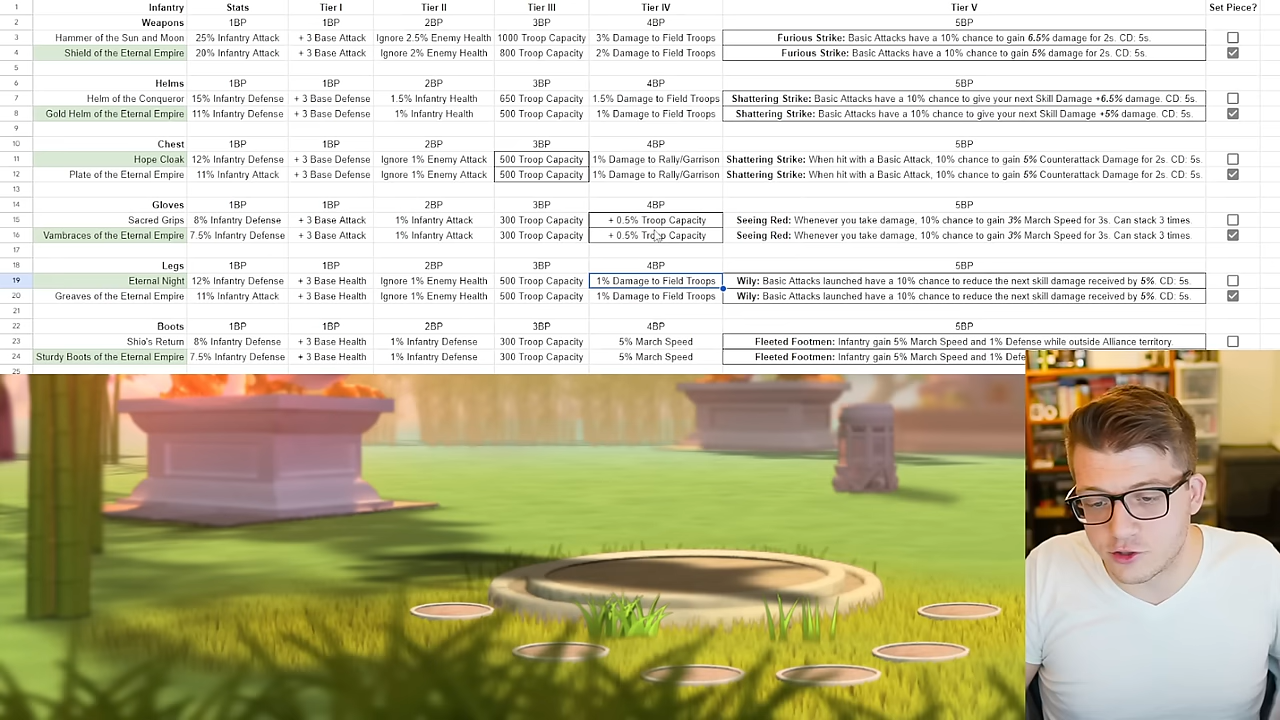 1 Infantry Stats Tier I Tier II Tier III Tier IV Tier V Set Piece?
2 Weapons 1BP 1BP 2BP 3BP 4BP 5BP
3 Hammer of the Sun and Moon 25% Infantry Attack + 3 Base Attack Ignore 2.5% Enemy Health 1000 Troop Capacity 3% Damage to Field Troops Furious Strike: Basic Attacks have a 10% chance to gain 6.5% damage for 2s. CD: 5s.
4 Shield of the Eternal Empire 20% Infantry Attack + 3 Base Attack Ignore 2% Enemy Health 800 Troop Capacity 2% Damage to Field Troops Furious Strike: Basic Attacks have a 10% chance to gain 5% damage for 2s. CD: 5s.
5
6 Helms 1BP 1BP 2BP 3BP 4BP 5BP
7 Helm of the Conqueror 15% Infantry Defense + 3 Base Defense 1.5% Infantry Health 650 Troop Capacity 1.5% Damage to Field Troops Shattering Strike: Basic Attacks have a 10% chance to give your next Skill Damage +6.5% damage. CD: 5s.
8 Gold Helm of the Eternal Empire 11% Infantry Defense + 3 Base Defense 1% Infantry Health 500 Troop Capacity 1% Damage to Field Troops Shattering Strike: Basic Attacks have a 10% chance to give your next Skill Damage +5% damage. CD: 5s.
9
10 Chest 1BP 1BP 2BP 3BP 4BP 5BP
11 Hope Cloak 12% Infantry Defense + 3 Base Defense Ignore 1% Enemy Attack 500 Troop Capacity 1% Damage to Rally/Garrison Shattering Strike: When hit with a Basic Attack, 10% chance to gain 5% Counterattack Damage for 2s. CD: 5s.
12 Plate of the Eternal Empire 11% Infantry Attack + 3 Base Defense Ignore 1% Enemy Attack 500 Troop Capacity 1% Damage to Rally/Garrison Shattering Strike: When hit with a Basic Attack, 10% chance to gain 5% Counterattack Damage for 2s. CD: 5s.
13
14 Gloves 1BP 1BP 2BP 3BP 4BP 5BP
15 Sacred Grips 8% Infantry Defense + 3 Base Attack 1% Infantry Attack 300 Troop Capacity + 0.5% Troop Capacity Seeing Red: Whenever you take damage, 10% chance to gain 3% March Speed for 3s. Can stack 3 times.
16 Vambraces of the Eternal Empire 7.5% Infantry Defense + 3 Base Attack 1% Infantry Attack 300 Troop Capacity + 0.5% Troop Capacity Seeing Red: Whenever you take damage, 10% chance to gain 3% March Speed for 3s. Can stack 3 times.
17
18 Legs 1BP 1BP 2BP 3BP 4BP 5BP
19 Eternal Night 12% Infantry Defense + 3 Base Health Ignore 1% Enemy Health 500 Troop Capacity 1% Damage to Field Troops Wily: Basic Attacks launched have a 10% chance to reduce the next skill damage received by 5%. CD: 5s.
20 Greaves of the Eternal Empire 11% Infantry Attack + 3 Base Health Ignore 1% Enemy Health 500 Troop Capacity 1% Damage to Field Troops Wily: Basic Attacks launched have a 10% chance to reduce the next skill damage received by 5%. CD: 5s.
21
22 Boots 1BP 1BP 2BP 3BP 4BP 5BP
23 Shio's Return 8% Infantry Defense + 3 Base Health 1% Infantry Defense 300 Troop Capacity 5% March Speed Fleeted Footmen: Infantry gain 5% March Speed and 1% Defense while outside Alliance territory.
24 Sturdy Boots of the Eternal Empire 7.5% Infantry Defense + 3 Base Health 1% Infantry Defense 300 Troop Capacity 5% March Speed Fleeted Footmen: Infantry gain 5% March Speed and 1% Defe
25